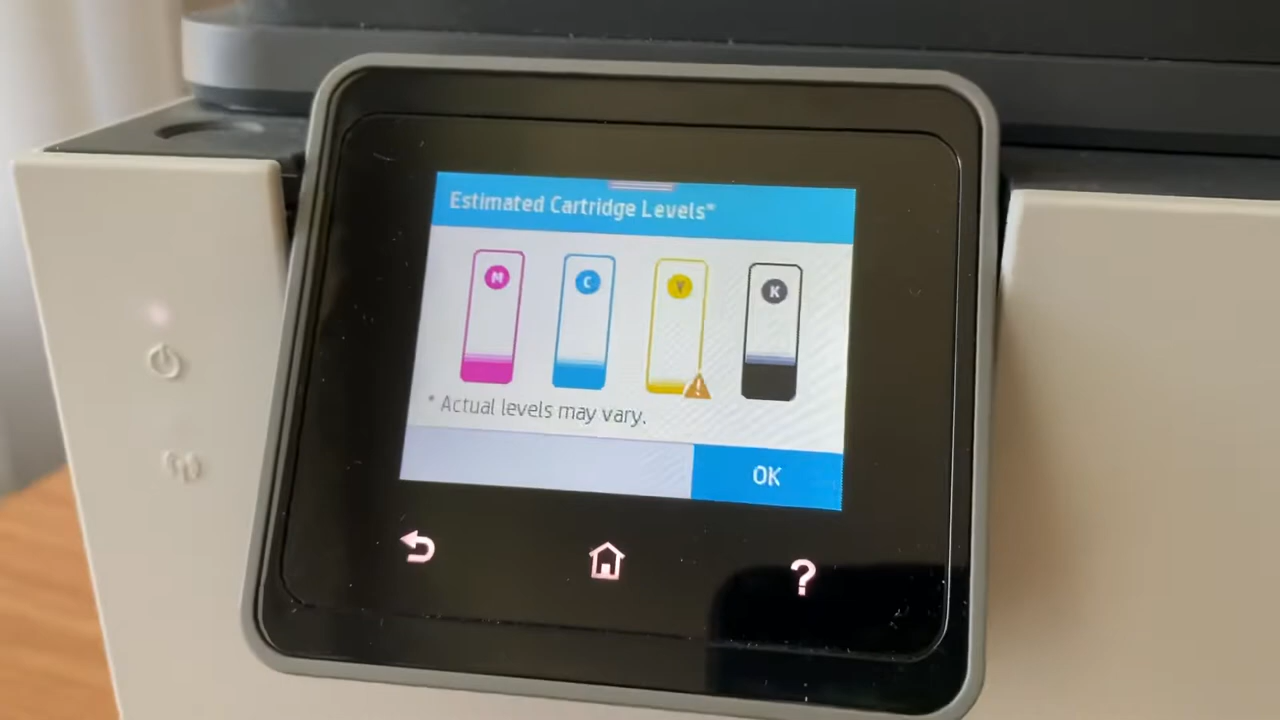 Estimated Cartridge Levels*
M C Y K
* Actual levels may vary.
OK
?